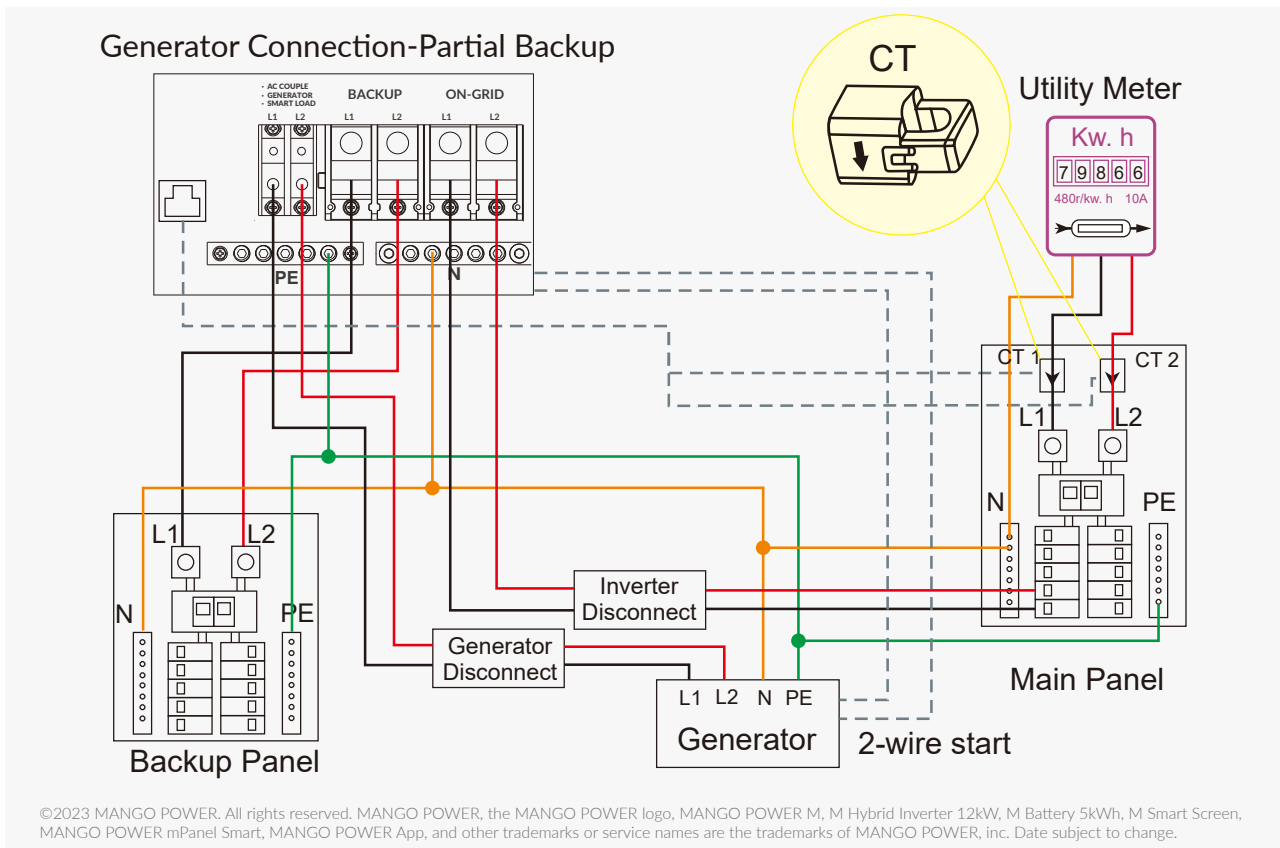 Generator Connection-Partial Backup
· AC COUPLE
· GENERATOR
· SMART LOAD
BACKUP
ON-GRID
L1 L2 L1 L2 L1 L2
PE
N
CT
Utility Meter
Kw. h
79866
480r/kw. h 10A
CT 1
CT 2
L1
L2
N
PE
Main Panel
L1
L2
N
PE
Backup Panel
Inverter
Disconnect
Generator
Disconnect
L1 L2 N PE
Generator
2-wire start
©2023 MANGO POWER. All rights reserved. MANGO POWER, the MANGO POWER logo, MANGO POWER M, M Hybrid Inverter 12kW, M Battery 5kWh, M Smart Screen,
MANGO POWER mPanel Smart, MANGO POWER App, and other trademarks or service names are the trademarks of MANGO POWER, inc. Date subject to change.